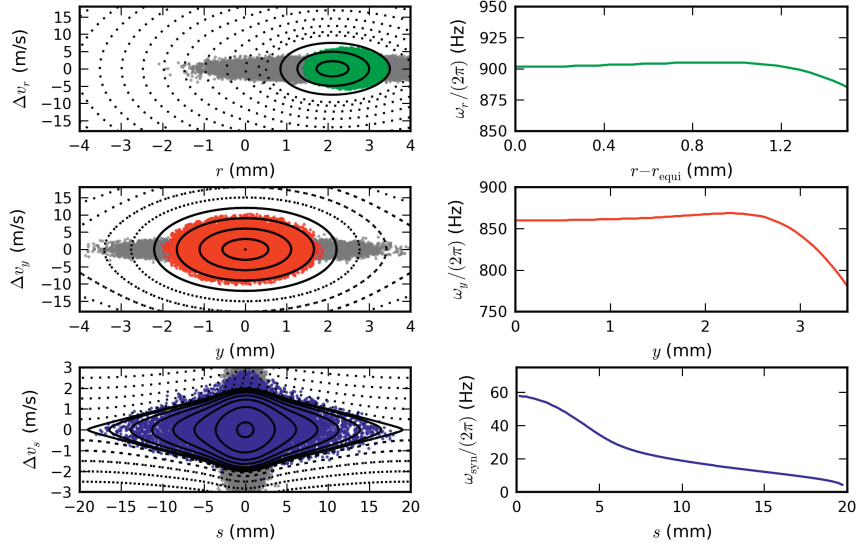 15
10
5
0
−5
−10
−15
Δv_r (m/s)
−4 −3 −2 −1 0 1 2 3 4
r (mm)
950
925
900
875
850
ω_r/(2π) (Hz)
0.0 0.4 0.8 1.2
r−r_equi (mm)
15
10
5
0
−5
−10
−15
Δv_y (m/s)
−4 −3 −2 −1 0 1 2 3 4
y (mm)
900
850
800
750
ω_y/(2π) (Hz)
0 1 2 3
y (mm)
3
2
1
0
−1
−2
−3
Δv_s (m/s)
−20 −15 −10 −5 0 5 10 15 20
s (mm)
60
40
20
0
ω_syn/(2π) (Hz)
0 5 10 15 20
s (mm)